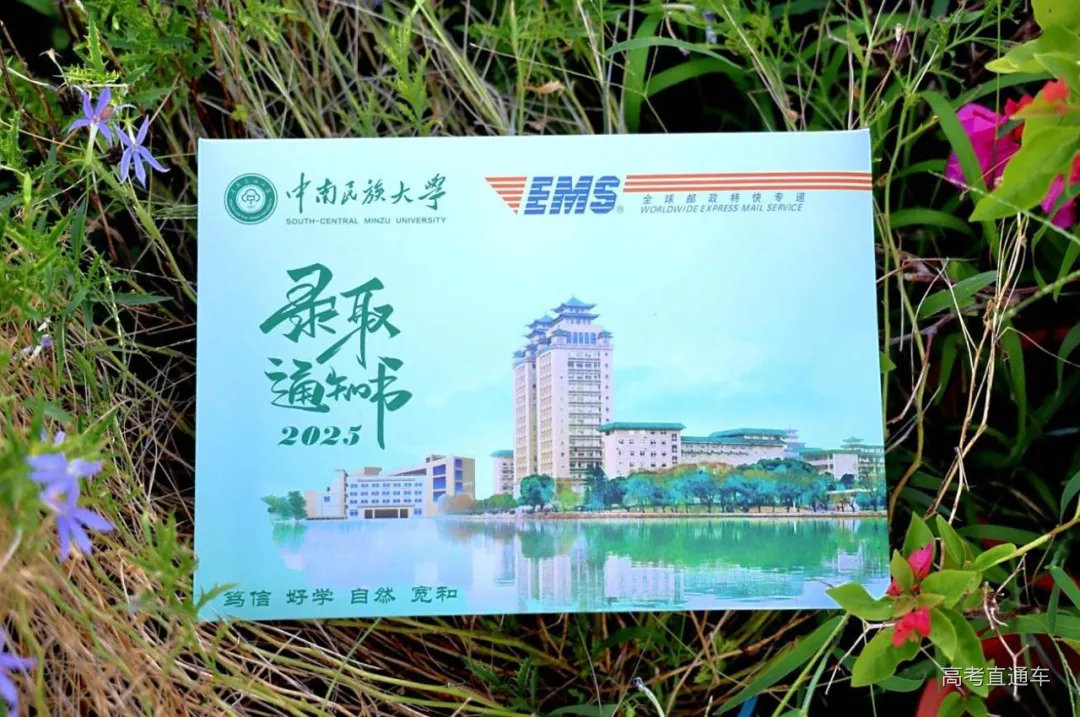 中南民族大学
SOUTH-CENTRAL MINZU UNIVERSITY
EMS®
全球邮政特快专递
WORLDWIDE EXPRESS MAIL SERVICE
录取
通知书
2025
笃信 好学 自然 宽和
高考直通车